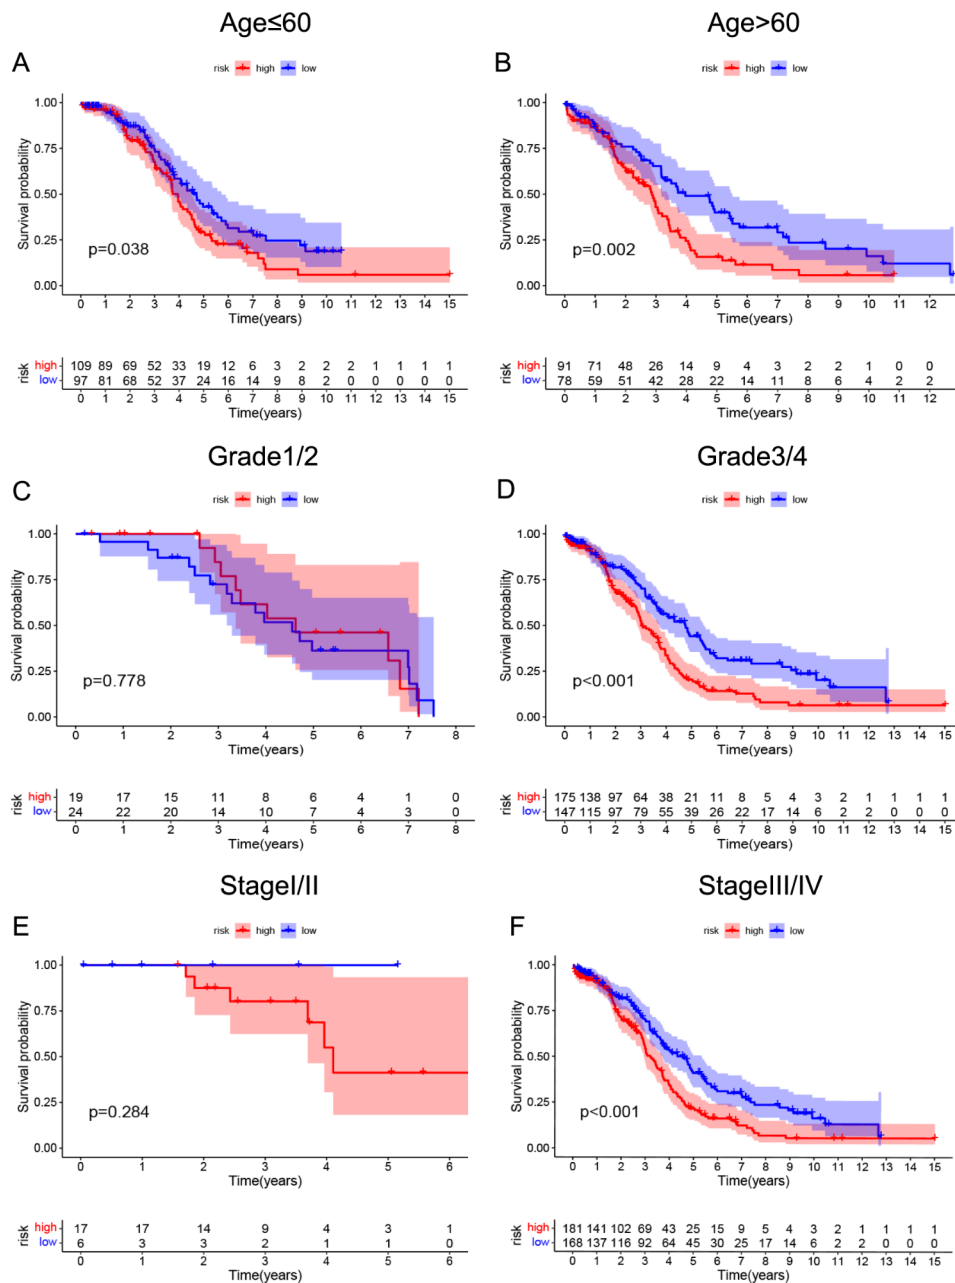 Age≤60
A
risk high low
Survival probability
1.00
0.75
0.50
0.25
0.00
p=0.038
0 1 2 3 4 5 6 7 8 9 10 11 12 13 14 15
Time(years)
risk
high 109 89 69 52 33 19 12 6 3 2 2 2 1 1 1 1
low 97 81 68 52 37 24 16 14 9 8 2 0 0 0 0 0
0 1 2 3 4 5 6 7 8 9 10 11 12 13 14 15
Time(years)
Age>60
B
risk high low
Survival probability
1.00
0.75
0.50
0.25
0.00
p=0.002
0 1 2 3 4 5 6 7 8 9 10 11 12
Time(years)
risk
high 91 71 48 26 14 9 4 3 2 2 1 0 0
low 78 59 51 42 28 22 14 11 8 6 4 2 2
0 1 2 3 4 5 6 7 8 9 10 11 12
Time(years)
Grade1/2
C
risk high low
Survival probability
1.00
0.75
0.50
0.25
0.00
p=0.778
0 1 2 3 4 5 6 7 8
Time(years)
risk
high 19 17 15 11 8 6 4 1 0
low 24 22 20 14 10 7 4 3 0
0 1 2 3 4 5 6 7 8
Time(years)
Grade3/4
D
risk high low
Survival probability
1.00
0.75
0.50
0.25
0.00
p<0.001
0 1 2 3 4 5 6 7 8 9 10 11 12 13 14 15
Time(years)
risk
high 175 138 97 64 38 21 11 8 5 4 3 2 1 1 1 1
low 147 115 97 79 55 39 26 22 17 14 6 2 2 0 0 0
0 1 2 3 4 5 6 7 8 9 10 11 12 13 14 15
Time(years)
StageI/II
E
risk high low
Survival probability
1.00
0.75
0.50
0.25
0.00
p=0.284
0 1 2 3 4 5 6
Time(years)
risk
high 17 17 14 9 4 3 1
low 6 3 3 2 1 1 0
0 1 2 3 4 5 6
Time(years)
StageIII/IV
F
risk high low
Survival probability
1.00
0.75
0.50
0.25
0.00
p<0.001
0 1 2 3 4 5 6 7 8 9 10 11 12 13 14 15
Time(years)
risk
high 181 141 102 69 43 25 15 9 5 4 3 2 1 1 1 1
low 168 137 116 92 64 45 30 25 17 14 6 2 2 0 0 0
0 1 2 3 4 5 6 7 8 9 10 11 12 13 14 15
Time(years)